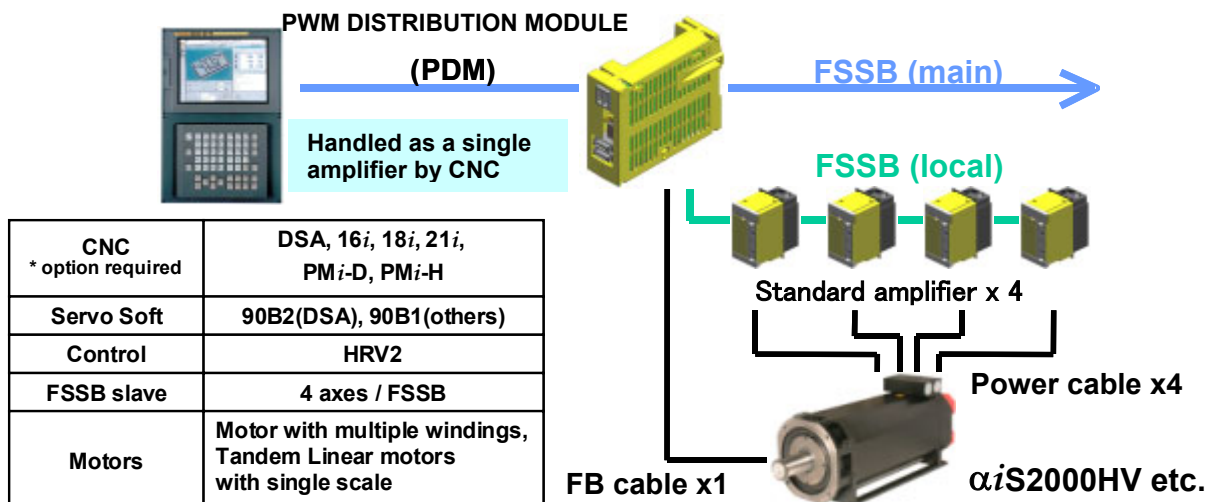 PWM DISTRIBUTION MODULE
(PDM)
FSSB (main)
Handled as a single
amplifier by CNC
FSSB (local)
Standard amplifier x 4
Power cable x4
FB cable x1
αiS2000HV etc.
CNC
* option required
DSA, 16i, 18i, 21i,
PMi-D, PMi-H
Servo Soft
90B2(DSA), 90B1(others)
Control
HRV2
FSSB slave
4 axes / FSSB
Motors
Motor with multiple windings,
Tandem Linear motors
with single scale